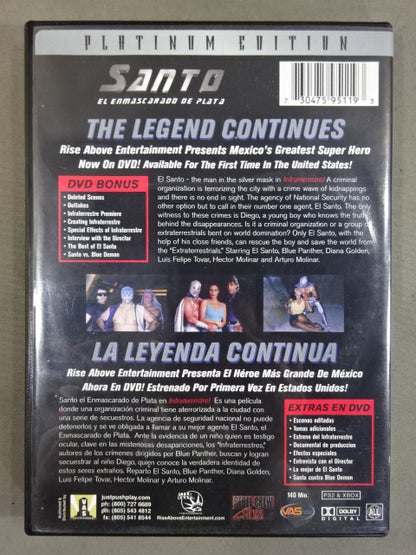 PLATINUM EDITION
SANTO
EL ENMASCARADO DE PLATA
7 30475 95119 3
THE LEGEND CONTINUES
Rise Above Entertainment Presents Mexico's Greatest Super Hero
Now On DVD! Available For The First Time In The United States!
DVD BONUS
• Deleted Scenes
• Outtakes
• Infraterrestre Premiere
• Creating Infraterrestre
• Special Effects of Infraterrestre
• Interview with the Director
• The Best of El Santo
• Santo vs. Blue Demon
El Santo - the man in the silver mask in Infraterrestre! A criminal
organization is terrorizing the city with a crime wave of kidnappings
and there is no end in sight. The agency of National Security has no
other option but to call in their number one agent, El Santo. The only
witness to these crimes is Diego, a young boy who knows the truth
behind the disappearances. Is it a criminal organization or a group of
extraterrestrials bent on world domination? Only El Santo, with the
help of his close friends, can rescue the boy and save the world from
the "Extraterrestrials." Starring El Santo, Blue Panther, Diana Golden,
Luis Felipe Tovar, Hector Molinar and Arturo Molinar.
LA LEYENDA CONTINUA
Rise Above Entertainment Presenta El Héroe Más Grande De México
Ahora En DVD! Estrenado Por Primera Vez En Estados Unidos!
Santo el Enmascarado de Plata en Infraterrestre! Es una película
donde una organización criminal tiene aterrorizada a la ciudad con
una serie de secuestros. La agencia de seguridad nacional no puede
detenerlos y se ve obligada a llamar a su mejor agente El Santo, el
Enmascarado de Plata. Ante la evidencia de un niño quien es testigo
ocular, clave en las misteriosas desapariciones, los "Infraterrestres,"
autores de los crímenes dirigidos por Blue Panther, buscan y logran
secuestrar al niño Diego, quien conoce la verdadera identidad
de estos seres extraños. Reparto El Santo, Blue Panther, Diana
Golden, Luis Felipe Tovar, Hector Molinar y Arturo Molinar.
EXTRAS EN DVD
• Escenas editadas
• Tomas adicionales
• Estreno del Infraterrestre
• Documental de produccion
• Efectos especiales
• Entrevista con el Director
• La mejor de El Santo
• Santo contra Blue Demon
Authored & Distributed by
justpushplay.com
ph: (800) 727 6689
ph: (805) 543 4812
fx: (805) 541 8544
RiseAboveEntertainment.com
140 Min.
PS2 & XBOX
VAS
DOLBY
DIGITAL
ALL